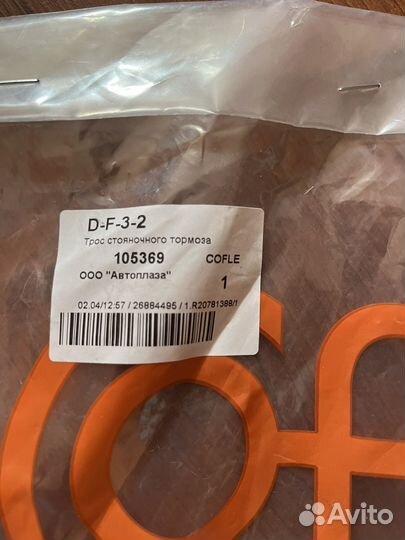 D-F-3-2
Трос стояночного тормоза
105369 COFLE
ООО "Автоплаза" 1
02.04/12:57 / 26884495 / 1.R20781388/1
Cof
Avito